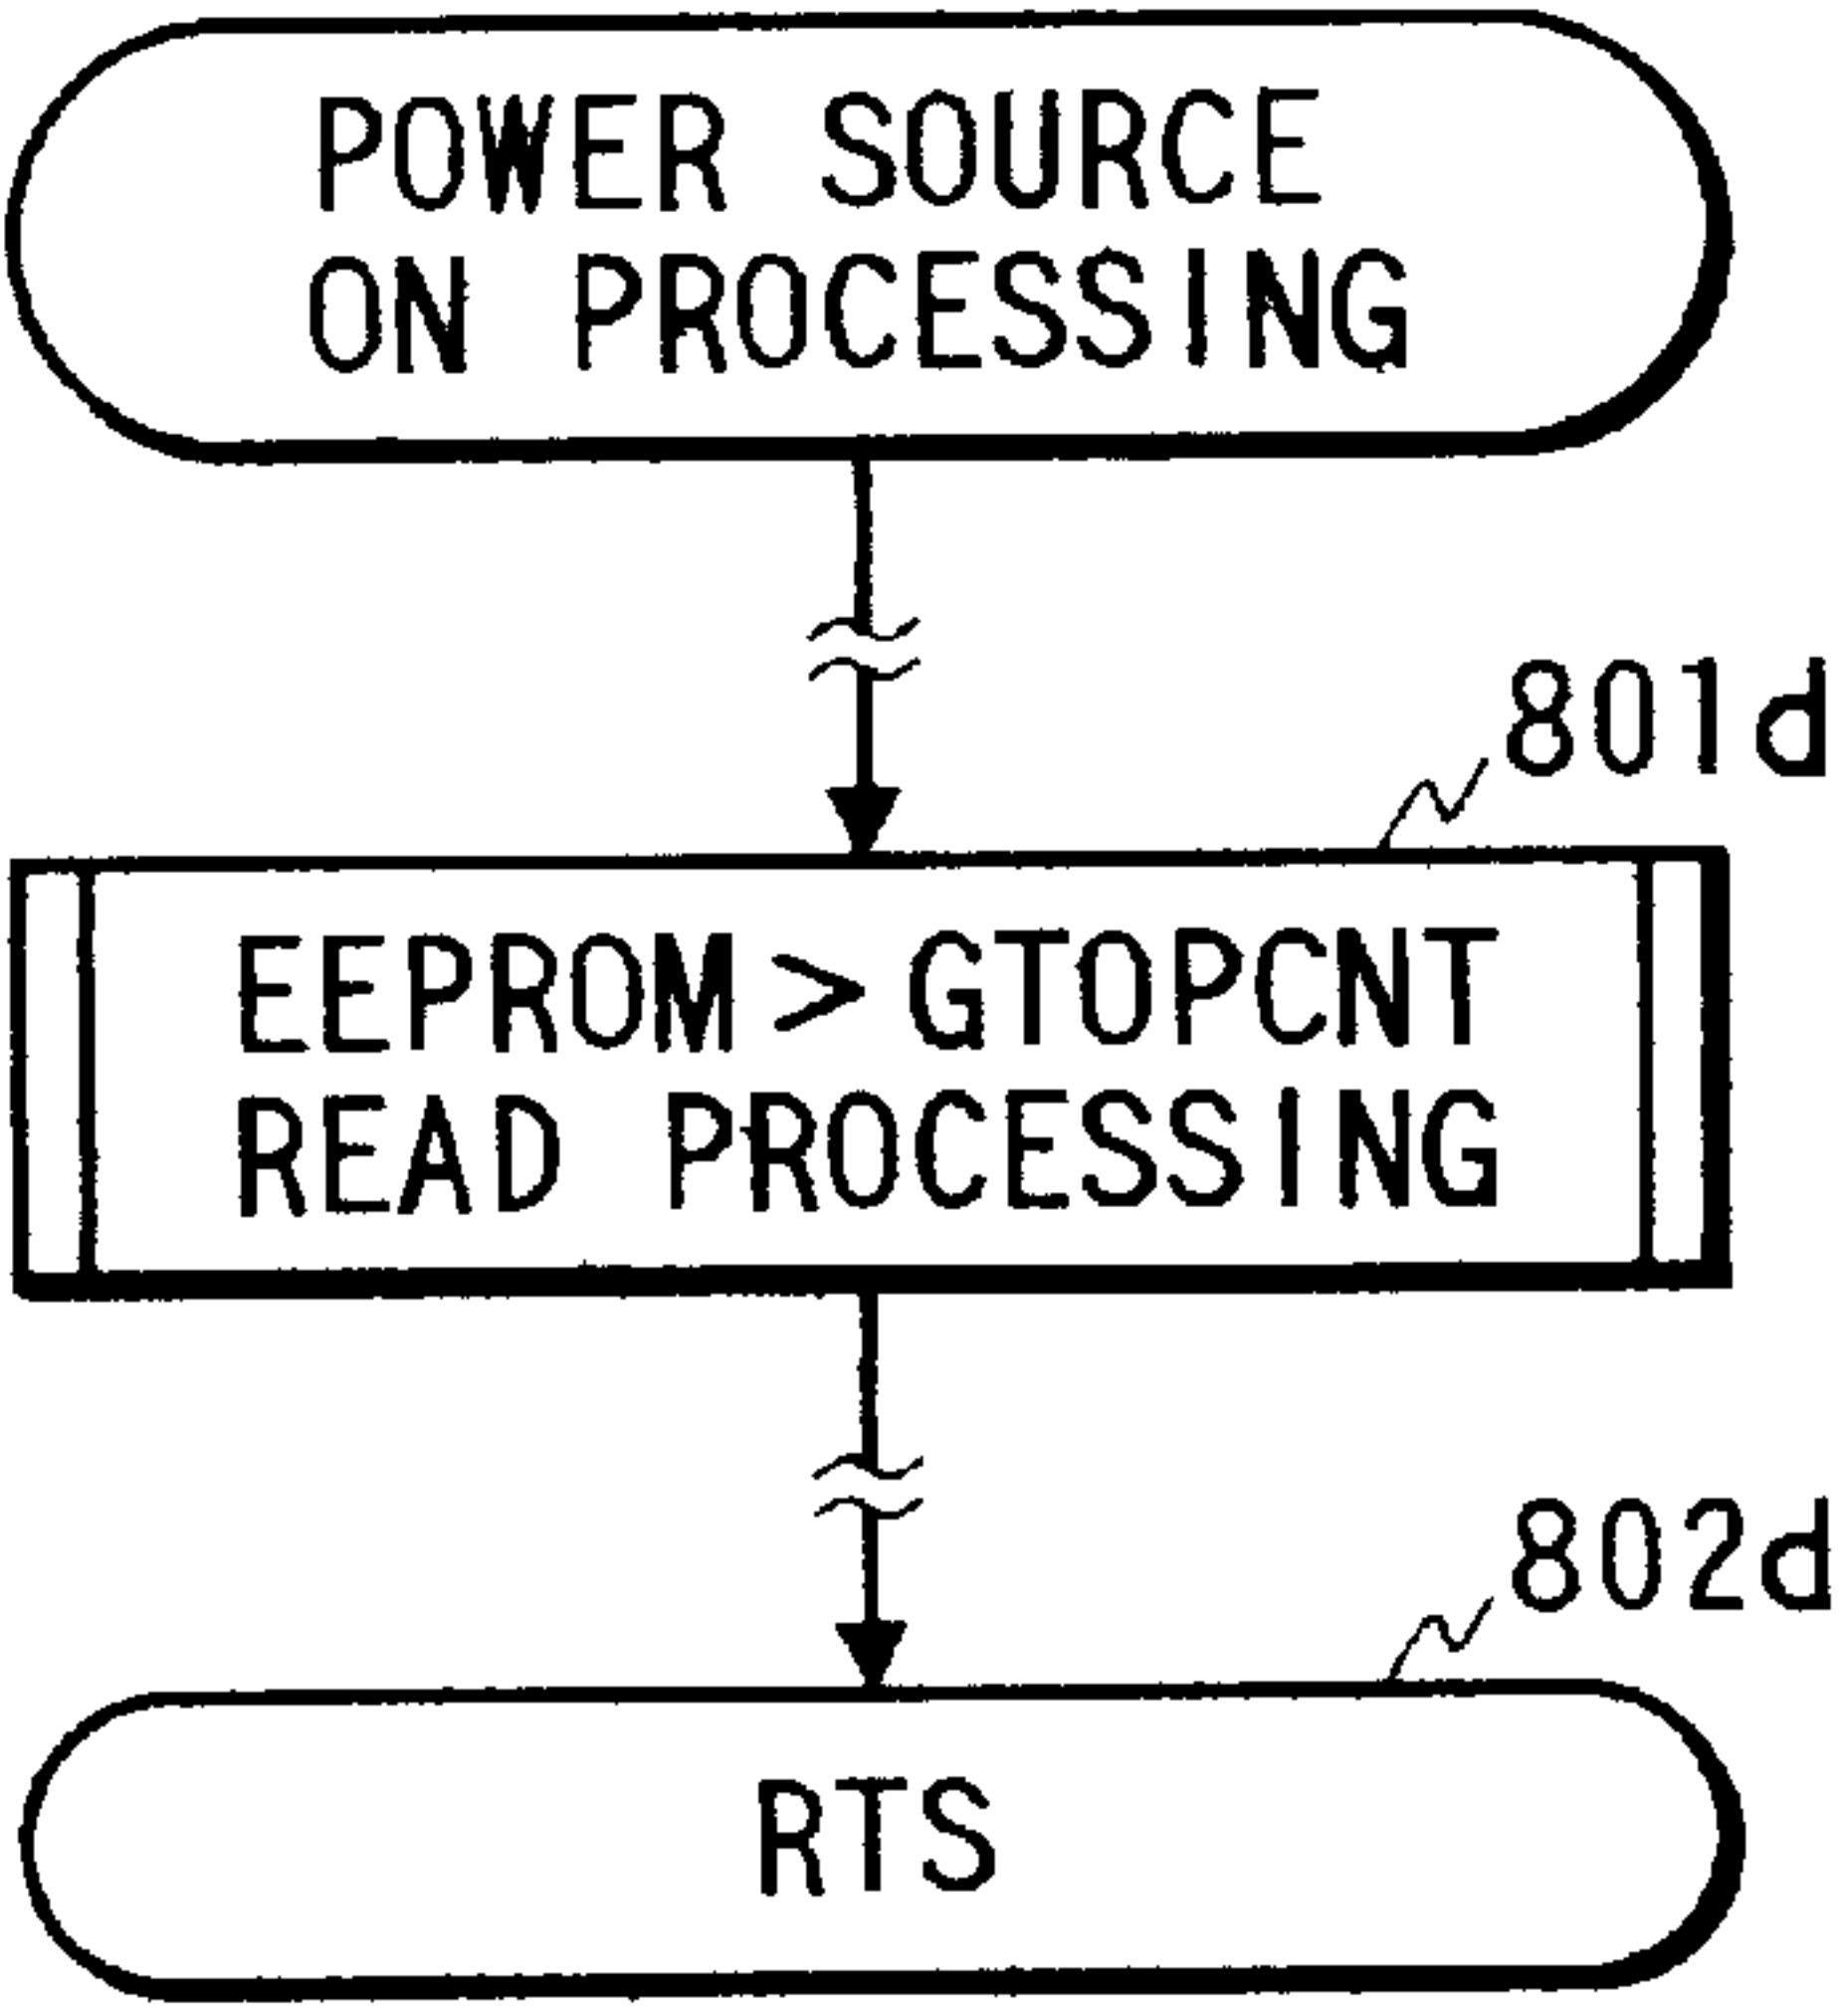 POWER SOURCE
ON PROCESSING
801d
EEPROM > GTOPCNT
READ PROCESSING
802d
RTS